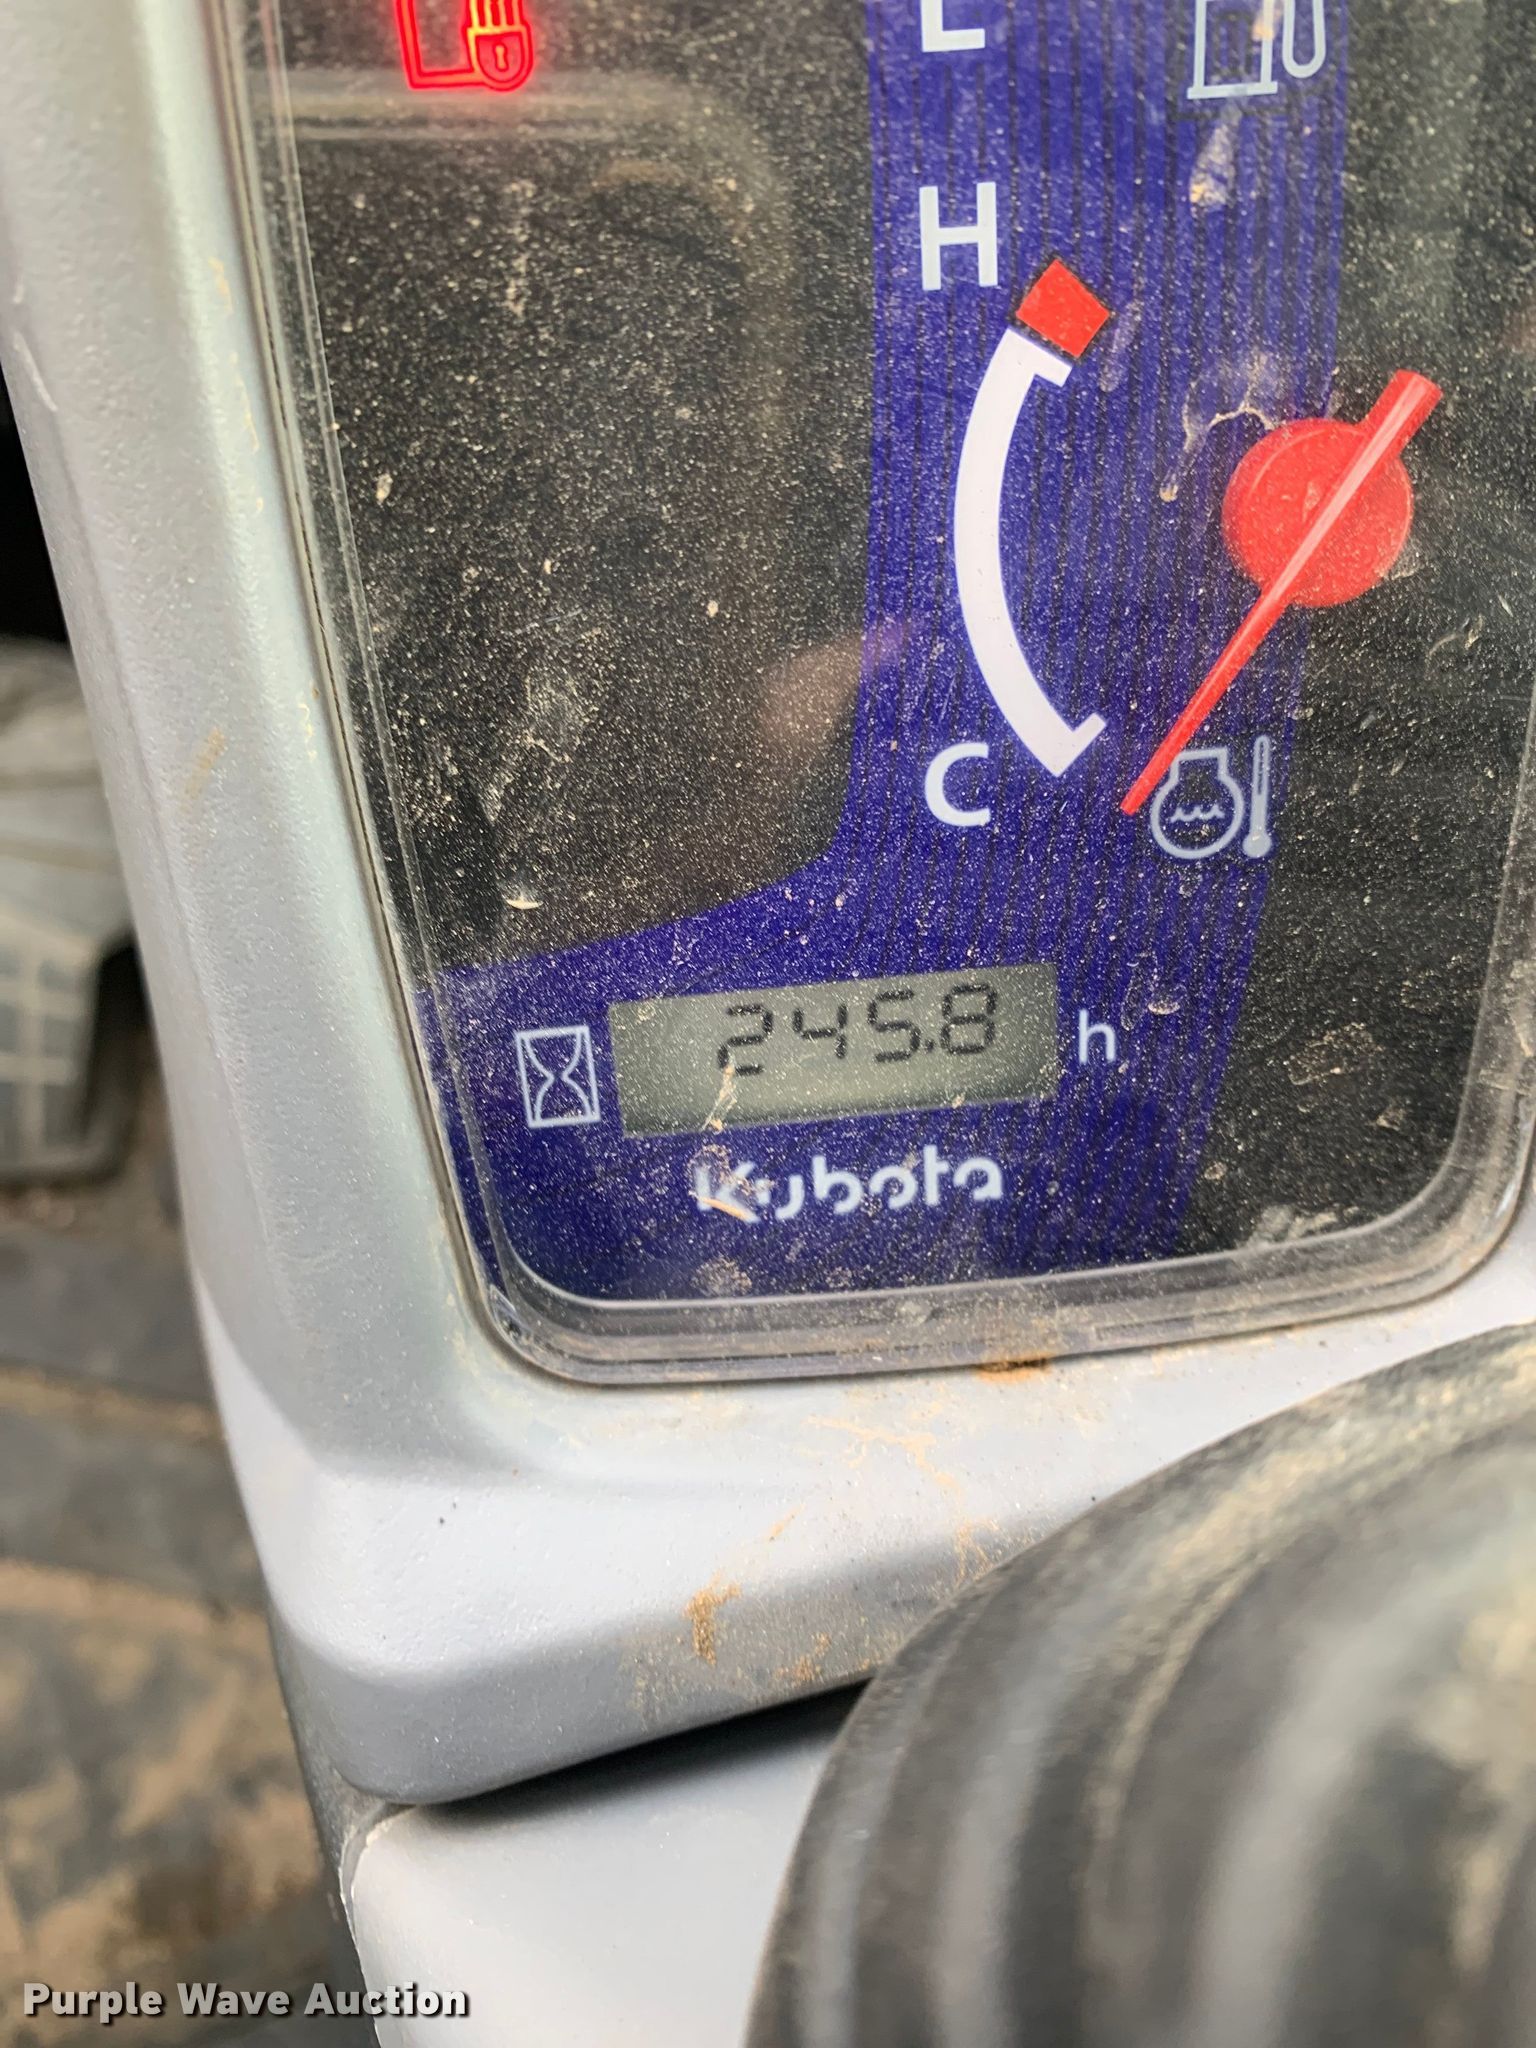 L
H
C
245.8 h
Kubota
Purple Wave Auction